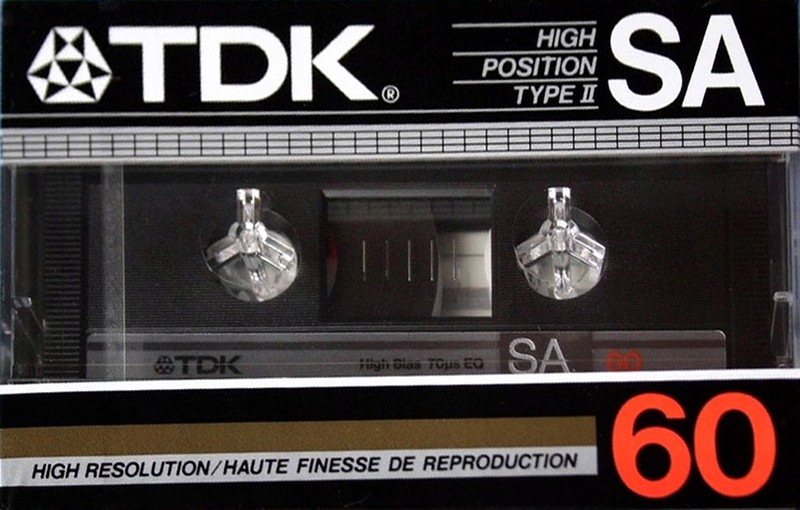 TDK®
HIGH
POSITION
TYPE II
SA
TDK
High Bias 70µs EQ
SA
60
HIGH RESOLUTION/HAUTE FINESSE DE REPRODUCTION
60